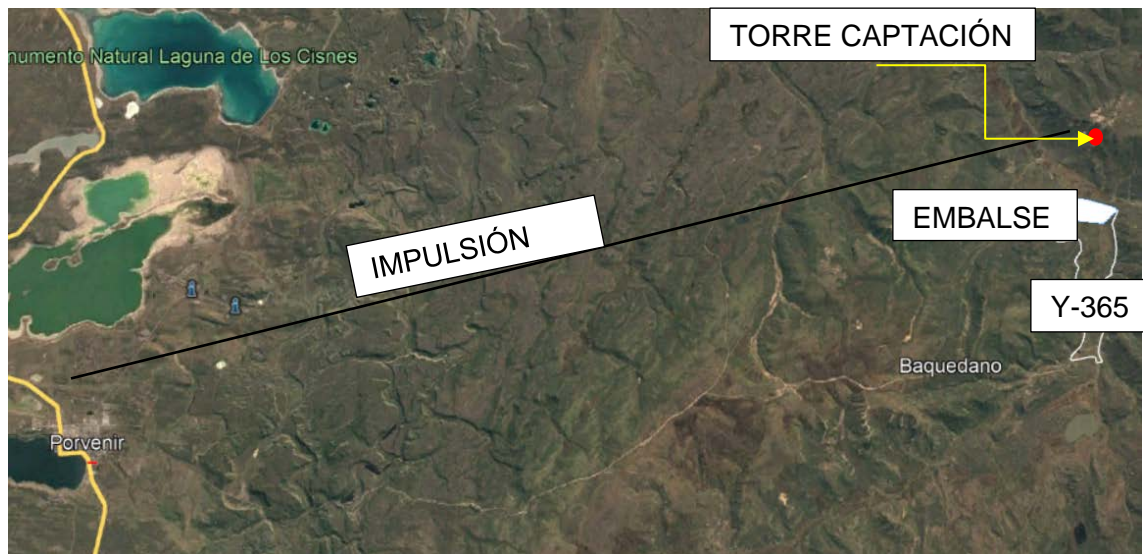 TORRE CAPTACIÓN
numento Natural Laguna de Los Cisnes
EMBALSE
IMPULSIÓN
Y-365
Baquedano
Porvenir